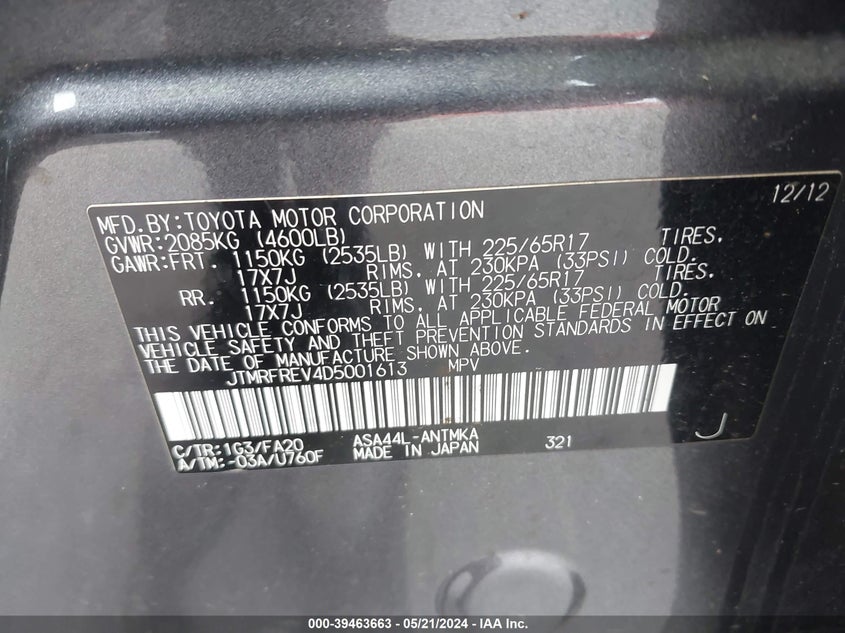 12/12
MFD.BY:TOYOTA MOTOR CORPORATION
GVWR:2085KG (4600LB)
GAWR:FRT. 1150KG (2535LB) WITH 225/65R17 TIRES,
17X7J RIMS, AT 230KPA (33PSI) COLD.
RR. 1150KG (2535LB) WITH 225/65R17 TIRES,
17X7J RIMS, AT 230KPA (33PSI) COLD.
THIS VEHICLE CONFORMS TO ALL APPLICABLE FEDERAL MOTOR
VEHICLE SAFETY AND THEFT PREVENTION STANDARDS IN EFFECT ON
THE DATE OF MANUFACTURE SHOWN ABOVE.
JTMRFREV4D5001613 MPV
C/TR:1G3/FA20 ASA44L-ANTMKA 321 J
A/TM:-03A/U760F MADE IN JAPAN
000-39463663 - 05/21/2024 - IAA Inc.